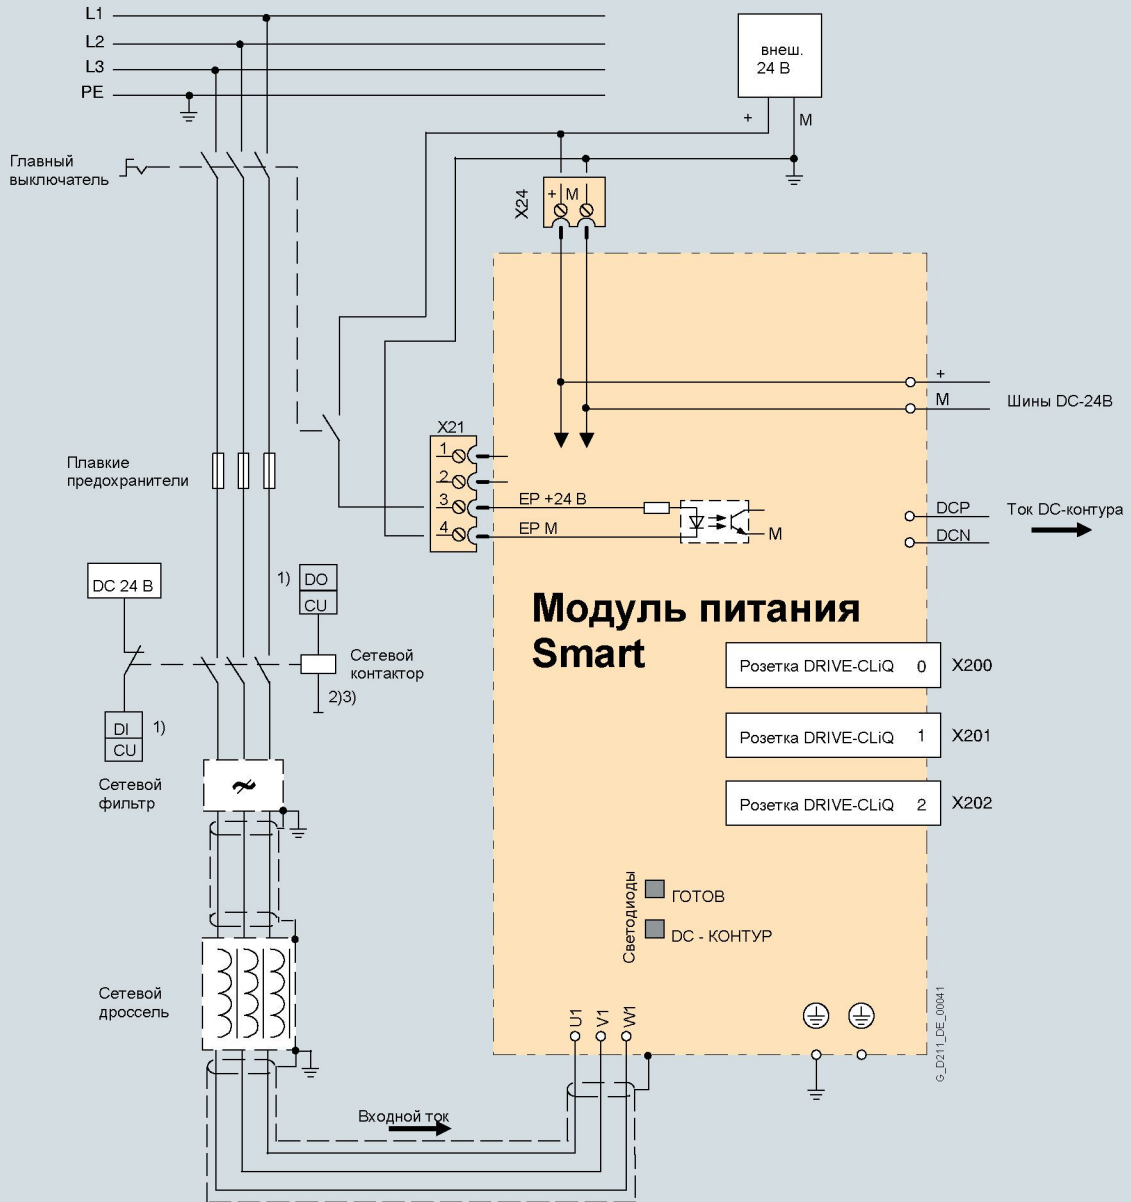 L1
L2
L3
PE
внеш.
24 В
+
M
Главный
выключатель
X24
+ M
+
M
Шины DC-24В
X21
1
2
3
4
EP +24 В
EP M
M
DCP
DCN
Ток DC-контура
Плавкие
предохранители
DC 24 В
1)
DO
CU
Сетевой
контактор
2)3)
DI
CU
1)
Модуль питания
Smart
Розетка DRIVE-CLiQ 0
X200
Розетка DRIVE-CLiQ 1
X201
Розетка DRIVE-CLiQ 2
X202
Сетевой
фильтр
Светодиоды
ГОТОВ
DC - КОНТУР
Сетевой
дроссель
U1
V1
W1
G_D211_DE_00041
Входной ток